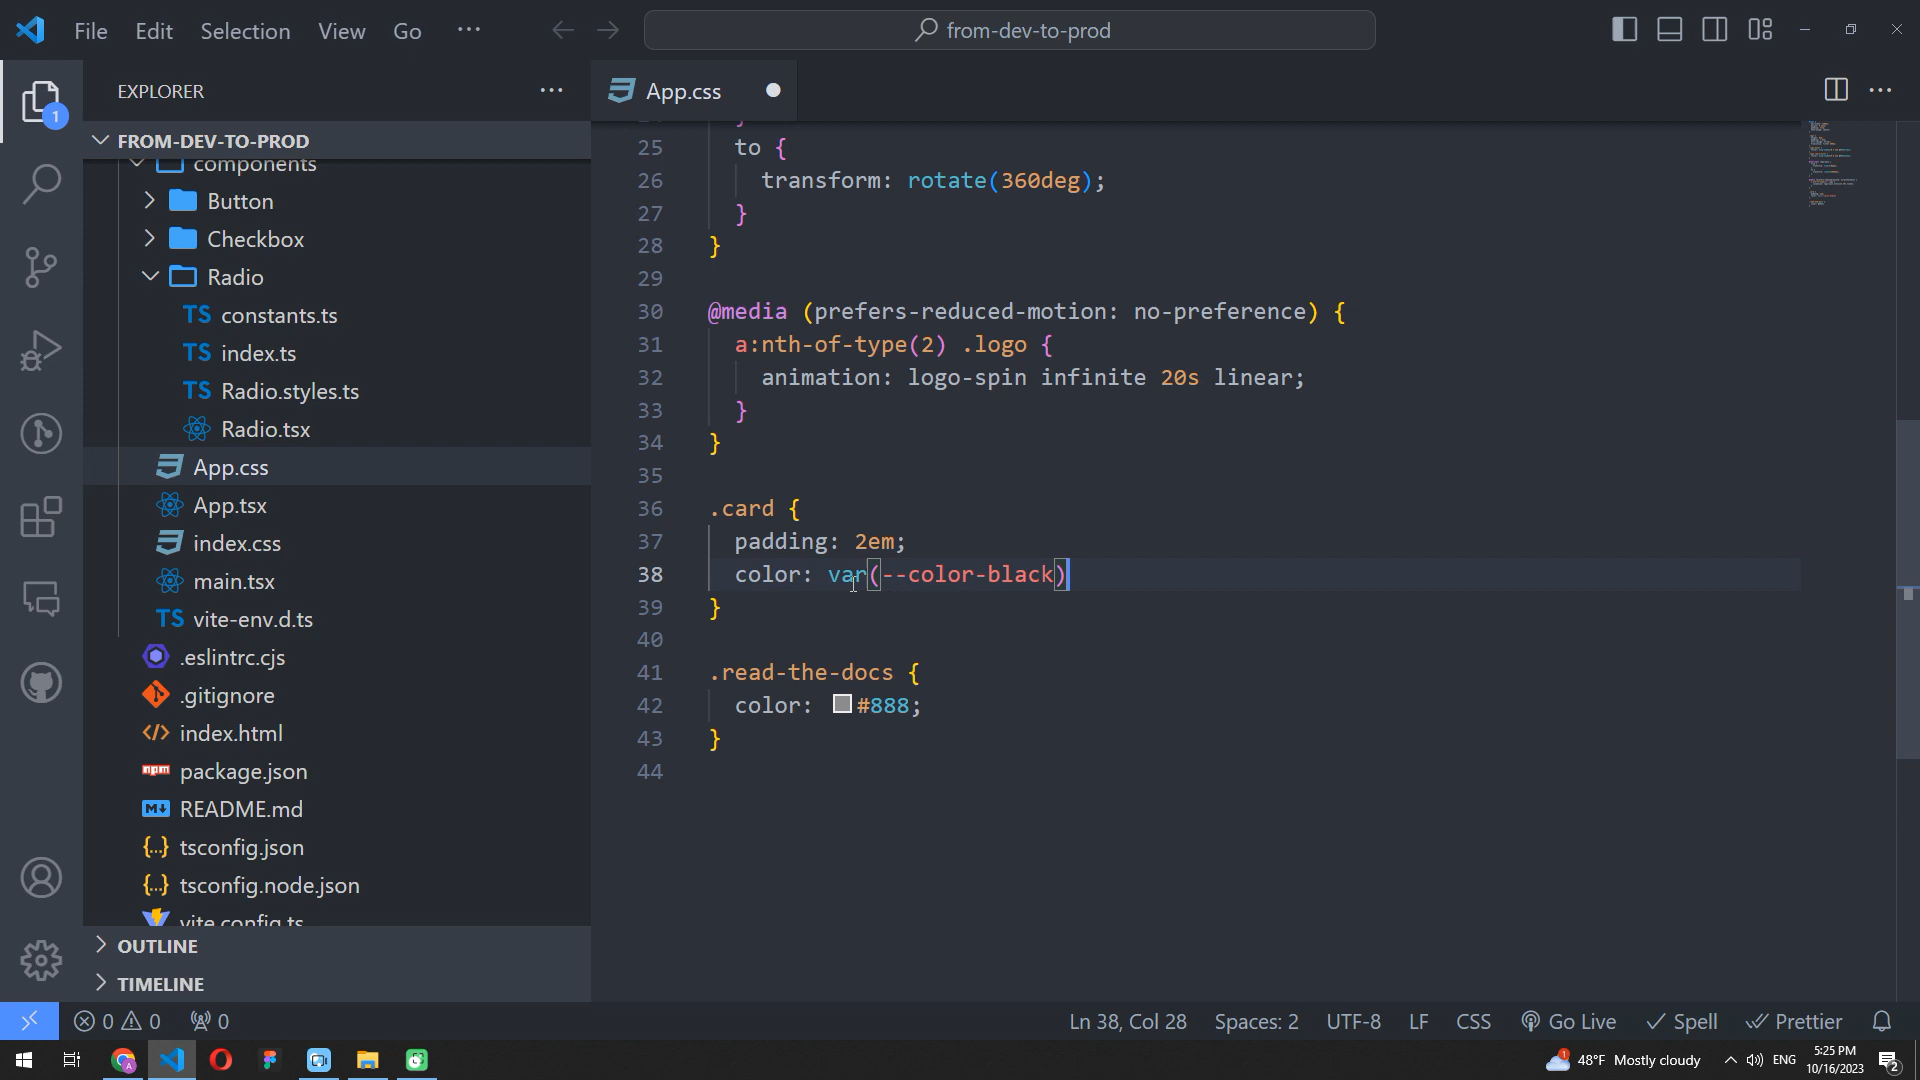 File Edit Selection View Go ···
from-dev-to-prod
EXPLORER ···
1
FROM-DEV-TO-PROD
components
Button
Checkbox
Radio
TS constants.ts
TS index.ts
TS Radio.styles.ts
Radio.tsx
App.css
App.tsx
index.css
main.tsx
TS vite-env.d.ts
.eslintrc.cjs
.gitignore
index.html
npm package.json
README.md
{..} tsconfig.json
{..} tsconfig.node.json
vite.config.ts
OUTLINE
TIMELINE
App.css
25 to {
26 transform: rotate(360deg);
27 }
28 }
29
30 @media (prefers-reduced-motion: no-preference) {
31 a:nth-of-type(2) .logo {
32 animation: logo-spin infinite 20s linear;
33 }
34 }
35
36 .card {
37 padding: 2em;
38 color: var(--color-black)
39 }
40
41 .read-the-docs {
42 color: #888;
43 }
44
0 0 0 Ln 38, Col 28 Spaces: 2 UTF-8 LF CSS Go Live Spell Prettier
1 48°F Mostly cloudy ENG 5:25 PM 2
10/16/2023